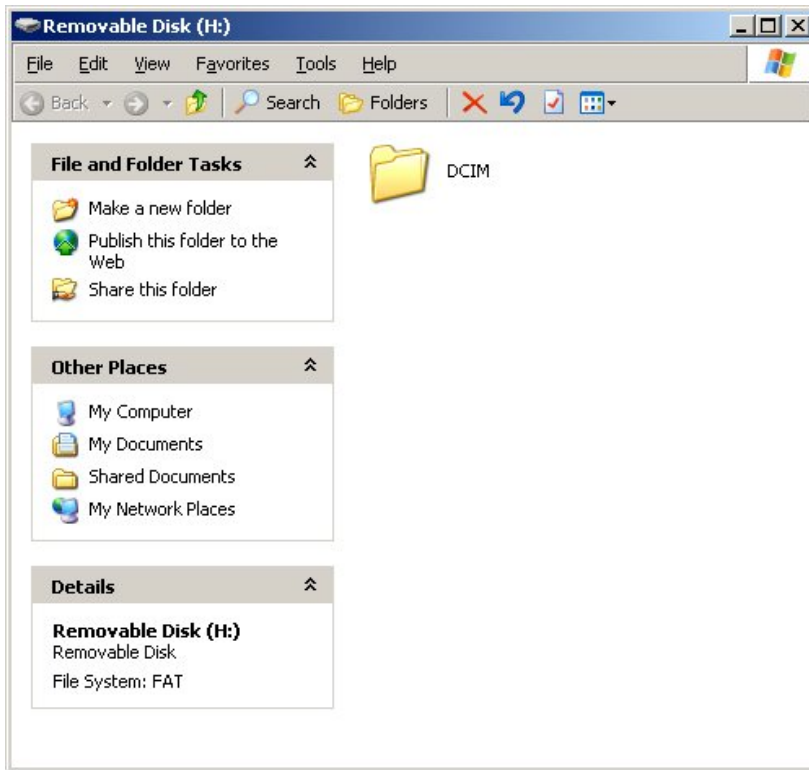 Removable Disk (H:)
File Edit View Favorites Tools Help
Back Search Folders
File and Folder Tasks
Make a new folder
Publish this folder to the
Web
Share this folder
Other Places
My Computer
My Documents
Shared Documents
My Network Places
Details
Removable Disk (H:)
Removable Disk
File System: FAT
DCIM